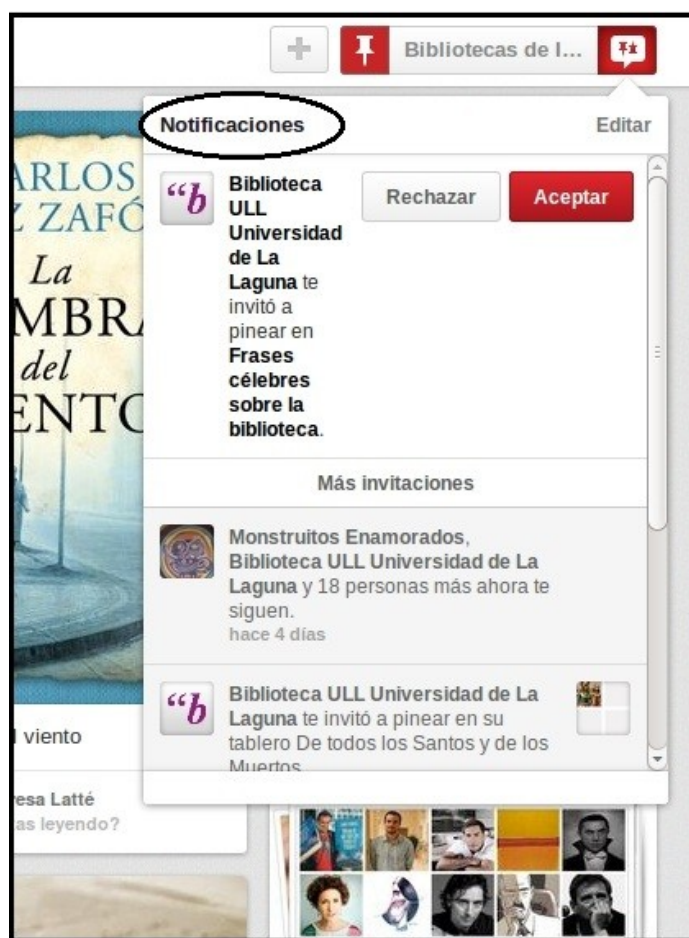 Bibliotecas de l...
Notificaciones
Editar
“b
Biblioteca
ULL
Universidad
de La
Laguna te
invitó a
pinear en
Frases
célebres
sobre la
biblioteca.
Rechazar
Aceptar
Más invitaciones
Monstruitos Enamorados,
Biblioteca ULL Universidad de La
Laguna y 18 personas más ahora te
siguen.
hace 4 días
“b
Biblioteca ULL Universidad de La
Laguna te invitó a pinear en su
tablero De todos los Santos y de los
Muertos
ARLOS
Z ZAFÓ
La
MBRA
del
ENTO
l viento
resa Latté
tas leyendo?